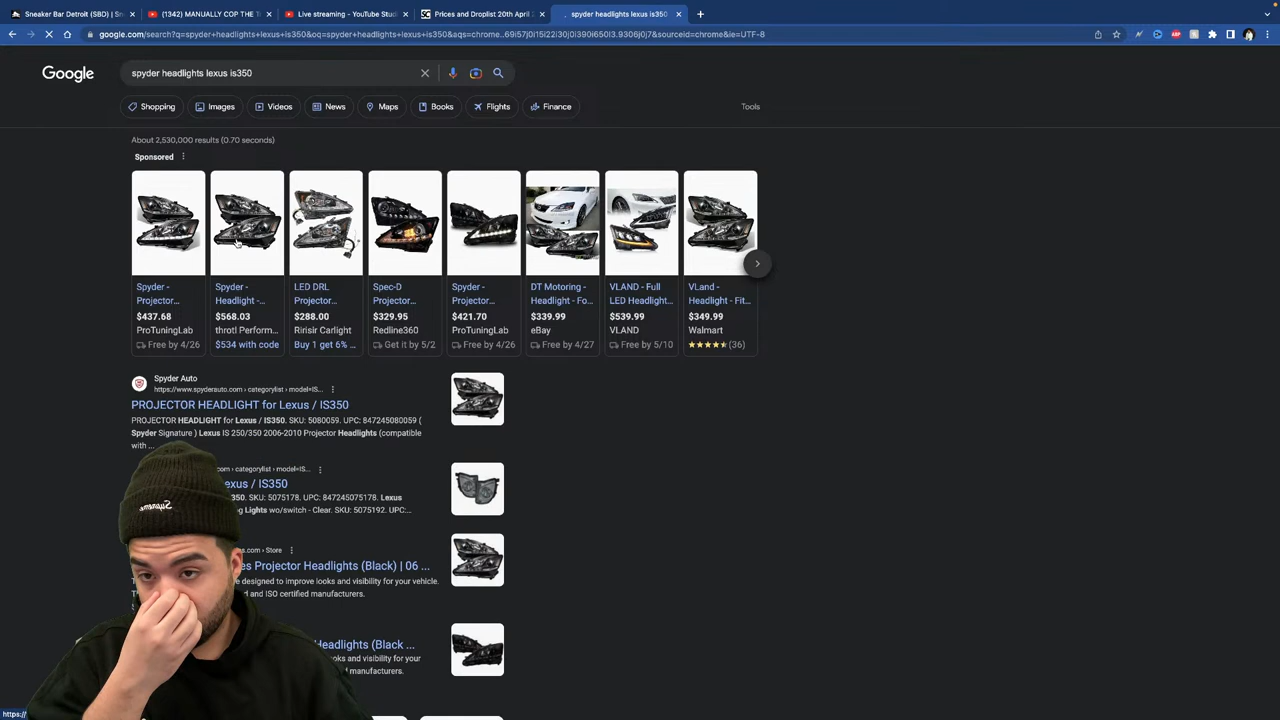 Sneaker Bar Detroit (SBD) | Sn
(1342) MANUALLY COP THE T
Live streaming - YouTube Stud
Prices and Droplist 20th April 2
spyder headlights lexus is350
google.com/search?q=spyder+headlights+lexus+is350&oq=spyder+headlights+lexus+is350&aqs=chrome..69i57j0i15i22i30j0i390i650l3.9306j0j7&sourceid=chrome&ie=UTF-8
Google
spyder headlights lexus is350
Shopping
Images
Videos
News
Maps
Books
Flights
Finance
Tools
About 2,530,000 results (0.70 seconds)
Sponsored
Spyder -
Projector...
$437.68
ProTuningLab
Free by 4/26
Spyder -
Headlight -...
$568.03
throtl Perform...
$534 with code
LED DRL
Projector...
$288.00
Ririsir Carlight
Buy 1 get 6% ...
Spec-D
Projector...
$329.95
Redline360
Get it by 5/2
Spyder -
Projector...
$421.70
ProTuningLab
Free by 4/26
DT Motoring -
Headlight - Fo...
$339.99
eBay
Free by 4/27
VLAND - Full
LED Headlight...
$539.99
VLAND
Free by 5/10
VLand -
Headlight - Fit...
$349.99
Walmart
(36)
Spyder Auto
https://www.spyderauto.com › categorylist › model=IS...
PROJECTOR HEADLIGHT for Lexus / IS350
PROJECTOR HEADLIGHT for Lexus / IS350. SKU: 5080059. UPC: 847245080059 (
Spyder Signature ) Lexus IS 250/350 2006-2010 Projector Headlights (compatible
with ...
.com › categorylist › model=IS...
exus / IS350
350. SKU: 5075178. UPC: 847245075178. Lexus
g Lights w/switch - Clear. SKU: 5075192. UPC:...
s.com › Store
es Projector Headlights (Black) | 06 ...
e designed to improve looks and visibility for your vehicle.
and ISO certified manufacturers.
Supreme
Headlights (Black ...
ooks and visibility for your
manufacturers.
https://